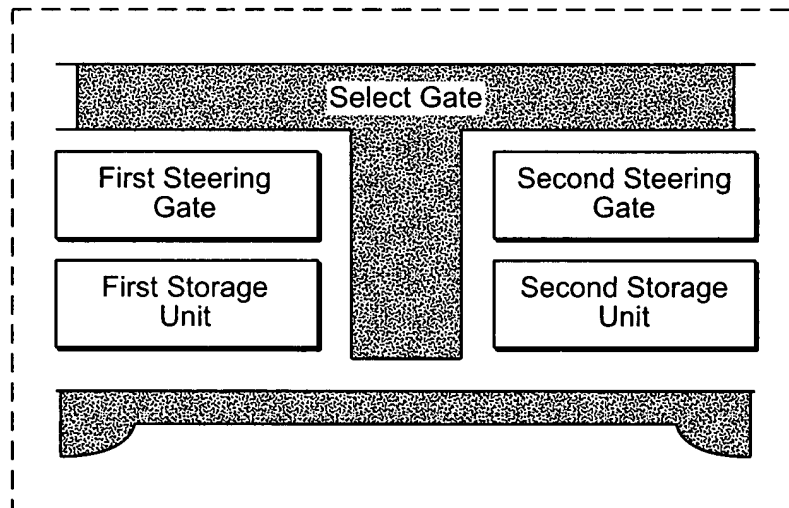 Select Gate
First Steering
Gate
Second Steering
Gate
First Storage
Unit
Second Storage
Unit